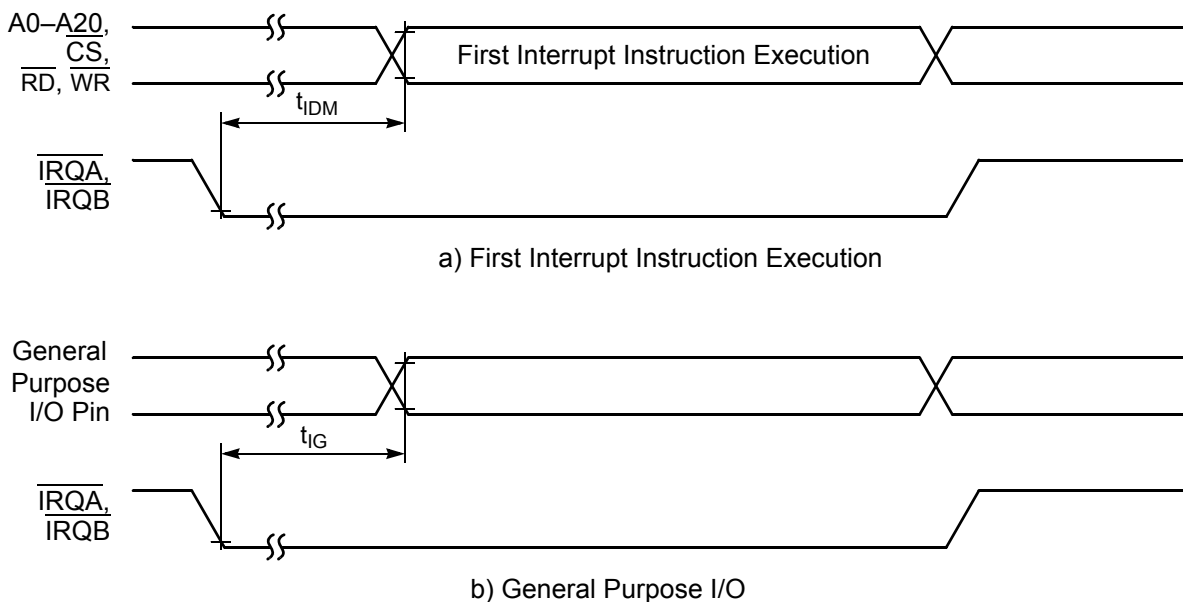 A0–A20,
CS,
RD, WR
First Interrupt Instruction Execution
tIDM
IRQA,
IRQB
a) First Interrupt Instruction Execution
General
Purpose
I/O Pin
tIG
IRQA,
IRQB
b) General Purpose I/O